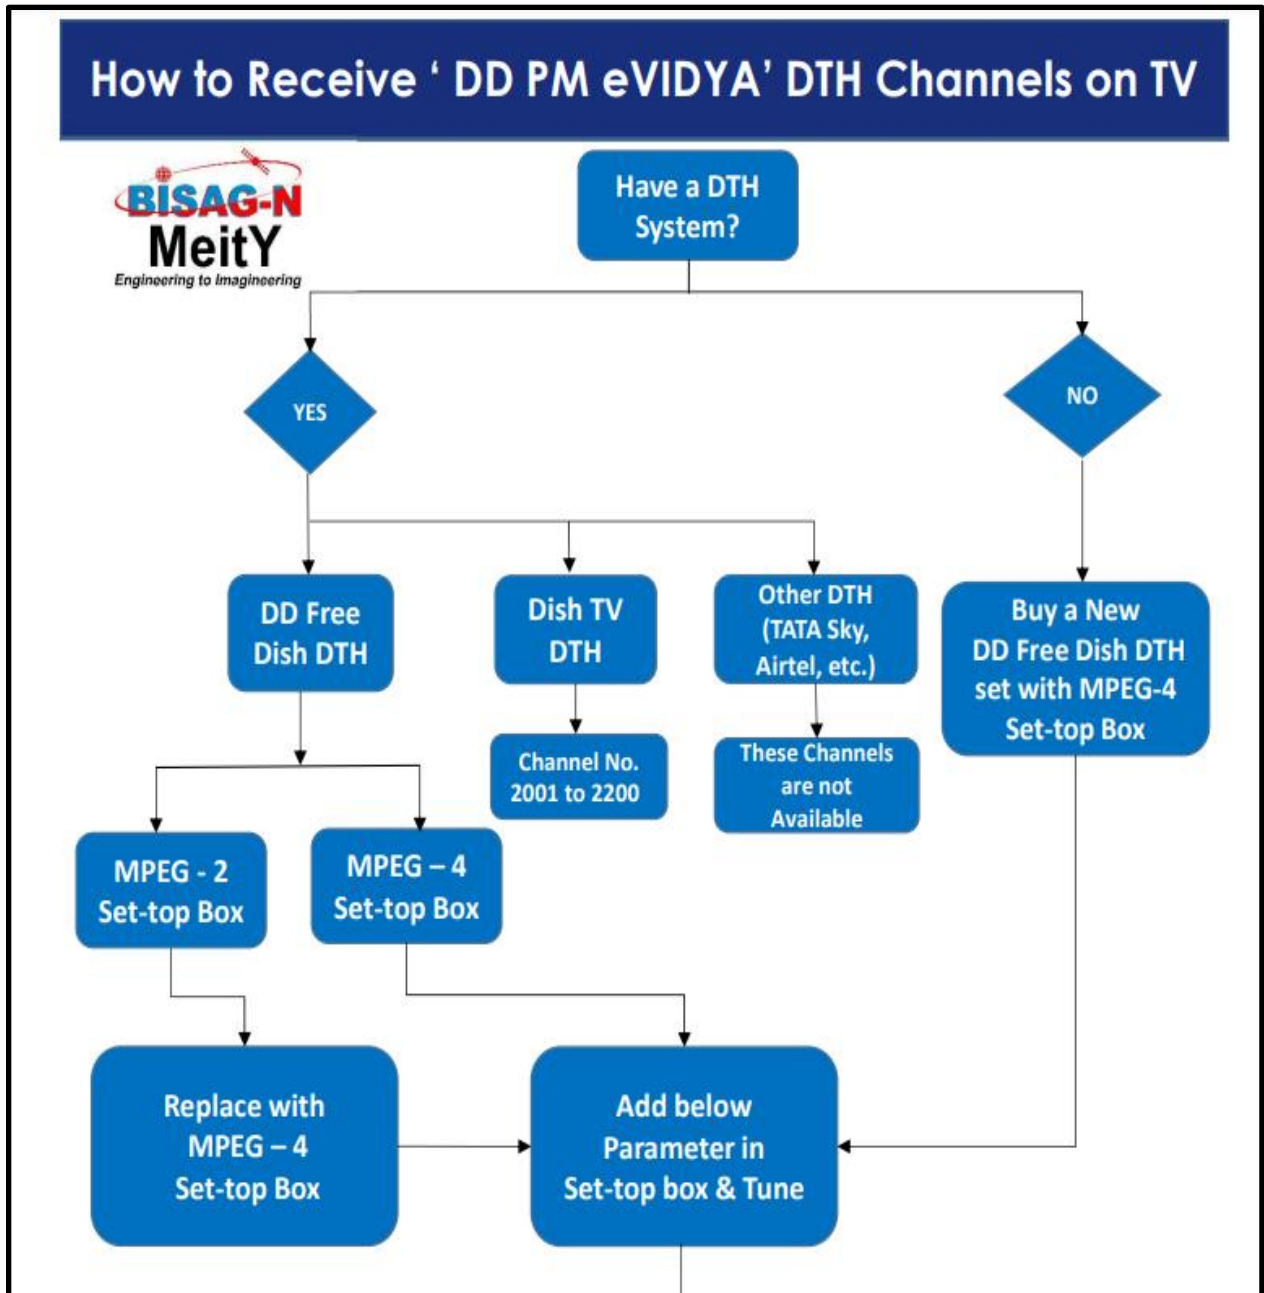 How to Receive ‘ DD PM eVIDYA’ DTH Channels on TV
BISAG-N
MeitY
Engineering to Imagineering
Have a DTH
System?
YES
NO
DD Free
Dish DTH
Dish TV
DTH
Other DTH
(TATA Sky,
Airtel, etc.)
Buy a New
DD Free Dish DTH
set with MPEG-4
Set-top Box
Channel No.
2001 to 2200
These Channels
are not
Available
MPEG - 2
Set-top Box
MPEG – 4
Set-top Box
Replace with
MPEG – 4
Set-top Box
Add below
Parameter in
Set-top box & Tune